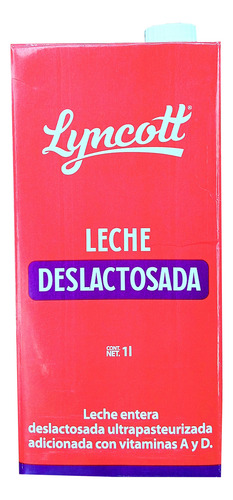 Lyncott®
LECHE
DESLACTOSADA
CONT. NET. 1l
Leche entera
deslactosada ultrapasteurizada
adicionada con vitaminas A y D.